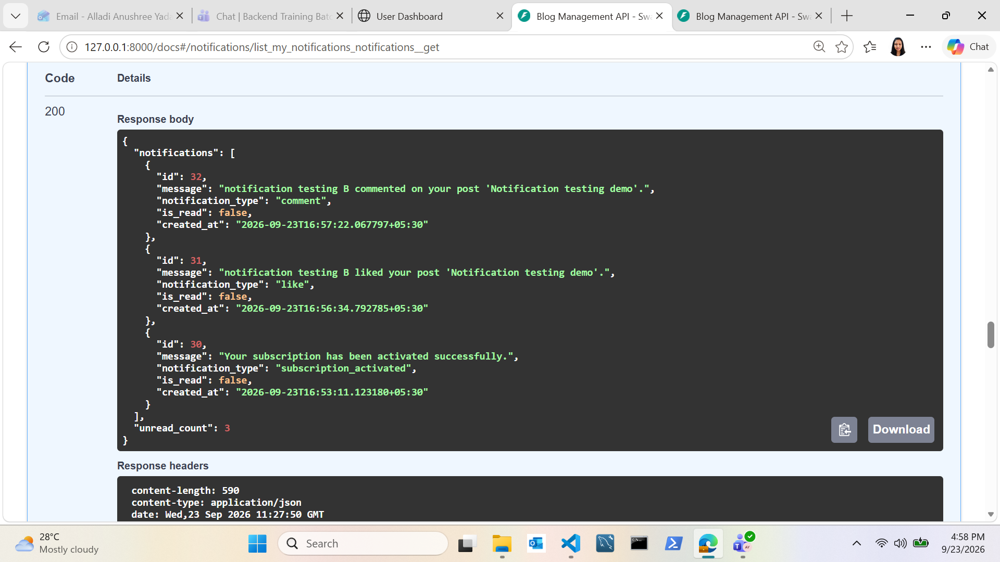 Email - Alladi Anushree Yada
Chat | Backend Training Batc
User Dashboard
Blog Management API - Swa
Blog Management API - Swa
127.0.0.1:8000/docs#/notifications/list_my_notifications_notifications__get
Chat
Code
Details
200
Response body
{
  "notifications": [
    {
      "id": 32,
      "message": "notification testing B commented on your post 'Notification testing demo'.",
      "notification_type": "comment",
      "is_read": false,
      "created_at": "2026-09-23T16:57:22.067797+05:30"
    },
    {
      "id": 31,
      "message": "notification testing B liked your post 'Notification testing demo'.",
      "notification_type": "like",
      "is_read": false,
      "created_at": "2026-09-23T16:56:34.792785+05:30"
    },
    {
      "id": 30,
      "message": "Your subscription has been activated successfully.",
      "notification_type": "subscription_activated",
      "is_read": false,
      "created_at": "2026-09-23T16:53:11.123180+05:30"
    }
  ],
  "unread_count": 3
}
Download
Response headers
content-length: 590
content-type: application/json
date: Wed,23 Sep 2026 11:27:50 GMT
28°C
Mostly cloudy
Search
AY
4:58 PM
9/23/2026